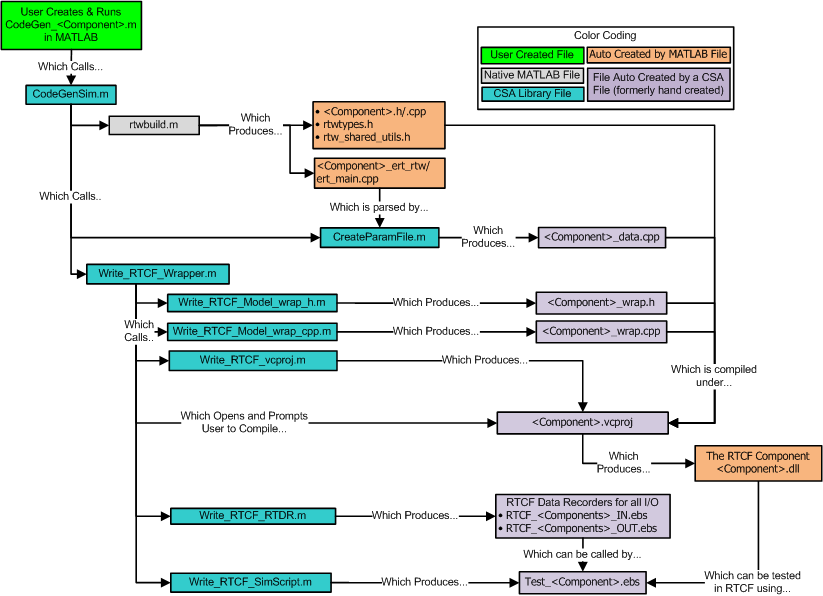 User Creates & Runs
CodeGen_<Component>.m
in MATLAB
Color Coding
User Created File
Auto Created by MATLAB File
Native MATLAB File
File Auto Created by a CSA
File (formerly hand created)
CSA Library File
Which Calls...
CodeGenSim.m
rtwbuild.m
Which
Produces...
• <Component>.h/.cpp
• rtwtypes.h
• rtw_shared_utils.h
<Component>_ert_rtw/
ert_main.cpp
Which Calls..
Which is parsed by...
CreateParamFile.m
Which
Produces...
<Component>_data.cpp
Write_RTCF_Wrapper.m
Write_RTCF_Model_wrap_h.m
Which Produces...
<Component>_wrap.h
Which
Calls..
Write_RTCF_Model_wrap_cpp.m
Which Produces...
<Component>_wrap.cpp
Write_RTCF_vcproj.m
Which Produces...
Which is compiled
under...
Which Opens and Prompts
User to Compile...
<Component>.vcproj
Which
Produces...
The RTCF Component
<Component>.dll
Write_RTCF_RTDR.m
Which Produces...
RTCF Data Recorders for all I/O
• RTCF_<Components>_IN.ebs
• RTCF_<Components>_OUT.ebs
Which can be called by...
Write_RTCF_SimScript.m
Which Produces...
Test_<Component>.ebs
Which can be tested
in RTCF using...